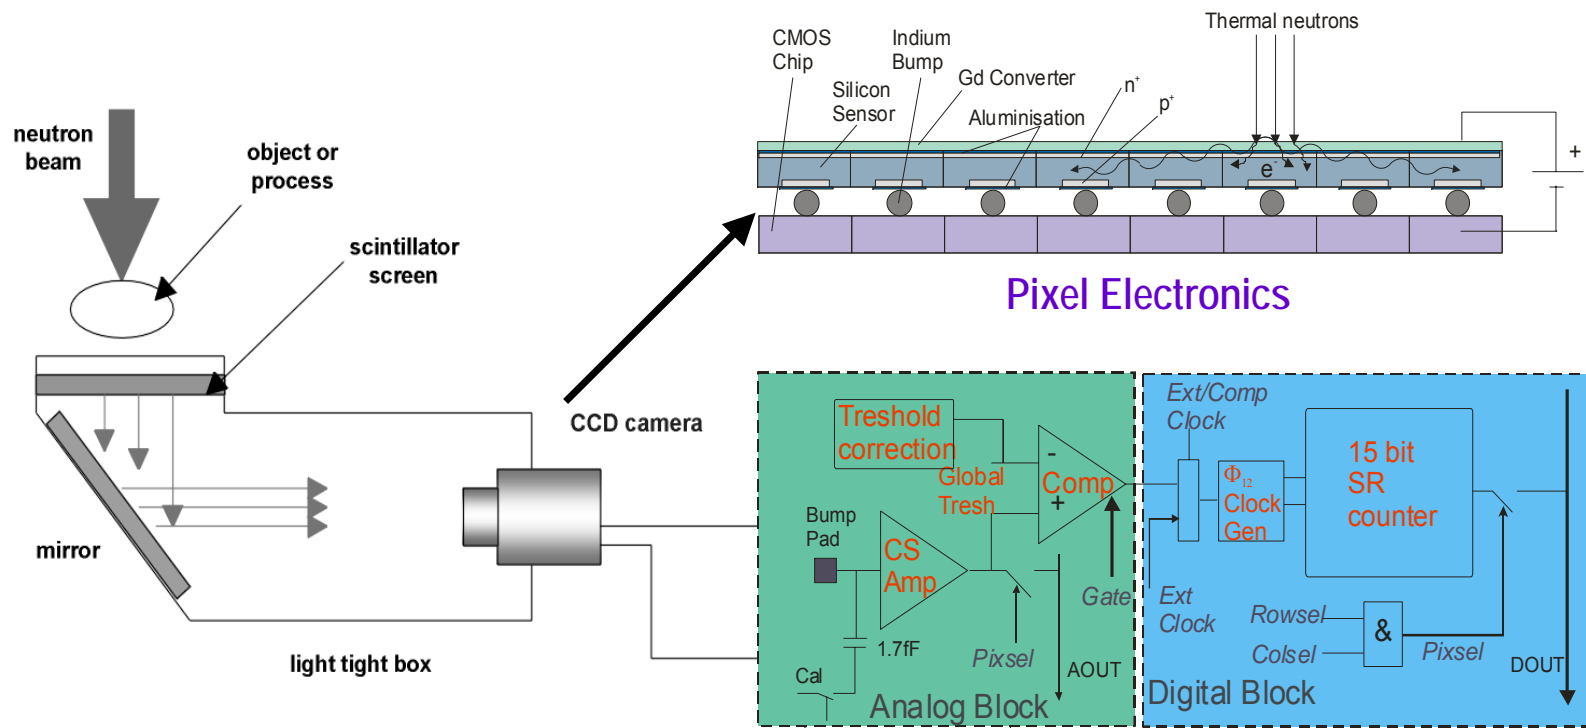 neutron
beam
object or
process
scintillator
screen
mirror
light tight box
CCD camera
CMOS
Chip
Indium
Bump
Silicon
Sensor
Gd Converter
Aluminisation
n+
p+
Thermal neutrons
e-
+
Pixel Electronics
Treshold
correction
Global
Tresh
-
Comp
+
Bump
Pad
CS
Amp
1.7fF
Cal
Pixsel
AOUT
Gate
Analog Block
Ext/Comp
Clock
Φ12
Clock
Gen
15 bit
SR
counter
Ext
Clock
Rowsel
Colsel
&
Pixsel
DOUT
Digital Block